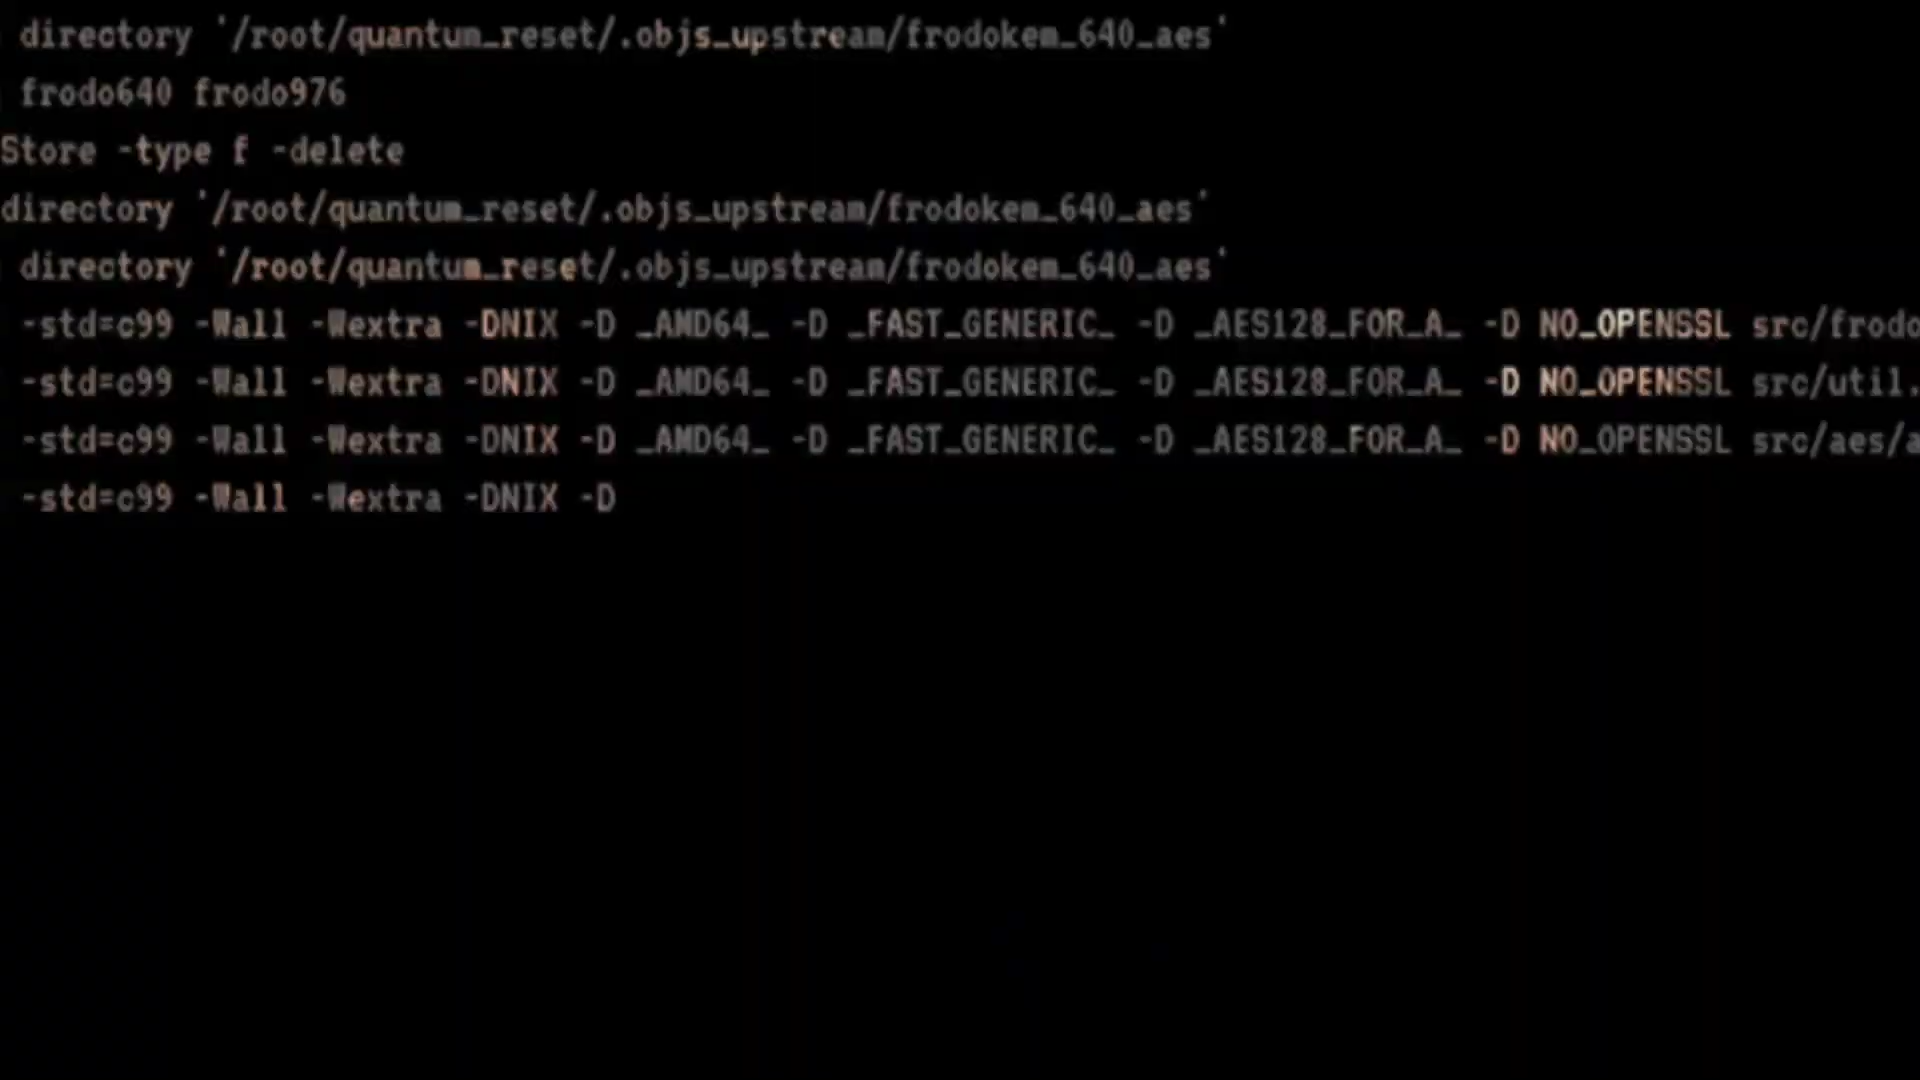 directory '/root/quantum_reset/.objs_upstream/frodokem_640_aes'
frodo640 frodo976
Store -type f -delete
directory '/root/quantum_reset/.objs_upstream/frodokem_640_aes'
directory '/root/quantum_reset/.objs_upstream/frodokem_640_aes'
-std=c99 -Wall -Wextra -DNIX -D _AMD64_ -D _FAST_GENERIC_ -D _AES128_FOR_A_ -D NO_OPENSSL src/frodo
-std=c99 -Wall -Wextra -DNIX -D _AMD64_ -D _FAST_GENERIC_ -D _AES128_FOR_A_ -D NO_OPENSSL src/util.
-std=c99 -Wall -Wextra -DNIX -D _AMD64_ -D _FAST_GENERIC_ -D _AES128_FOR_A_ -D NO_OPENSSL src/aes/a
-std=c99 -Wall -Wextra -DNIX -D